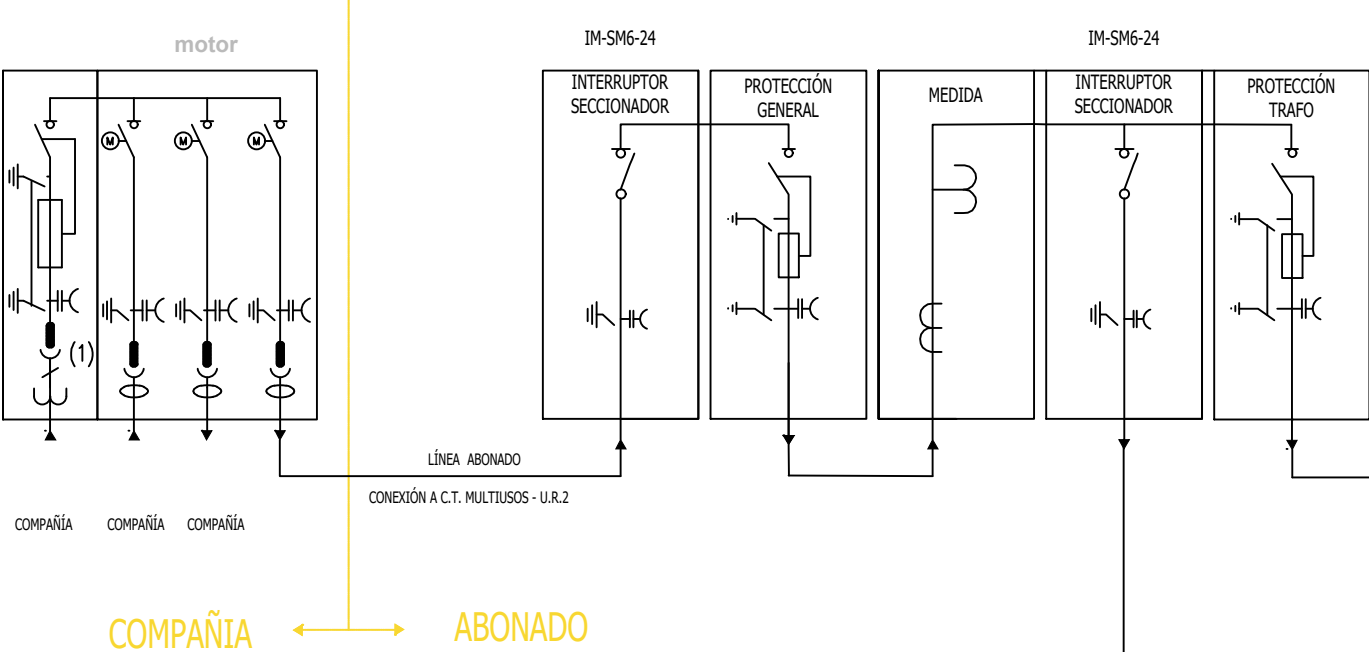 motor
IM-SM6-24
IM-SM6-24
INTERRUPTOR
SECCIONADOR
PROTECCIÓN
GENERAL
MEDIDA
INTERRUPTOR
SECCIONADOR
PROTECCIÓN
TRAFO
M
M
M
(1)
LÍNEA ABONADO
CONEXIÓN A C.T. MULTIUSOS - U.R.2
COMPAÑÍA
COMPAÑÍA
COMPAÑÍA
COMPAÑIA
ABONADO